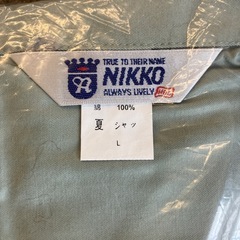 TRUE TO THEIR NAME
NIKKO
ALWAYS LIVELY
綿 100%
夏 シャツ
L